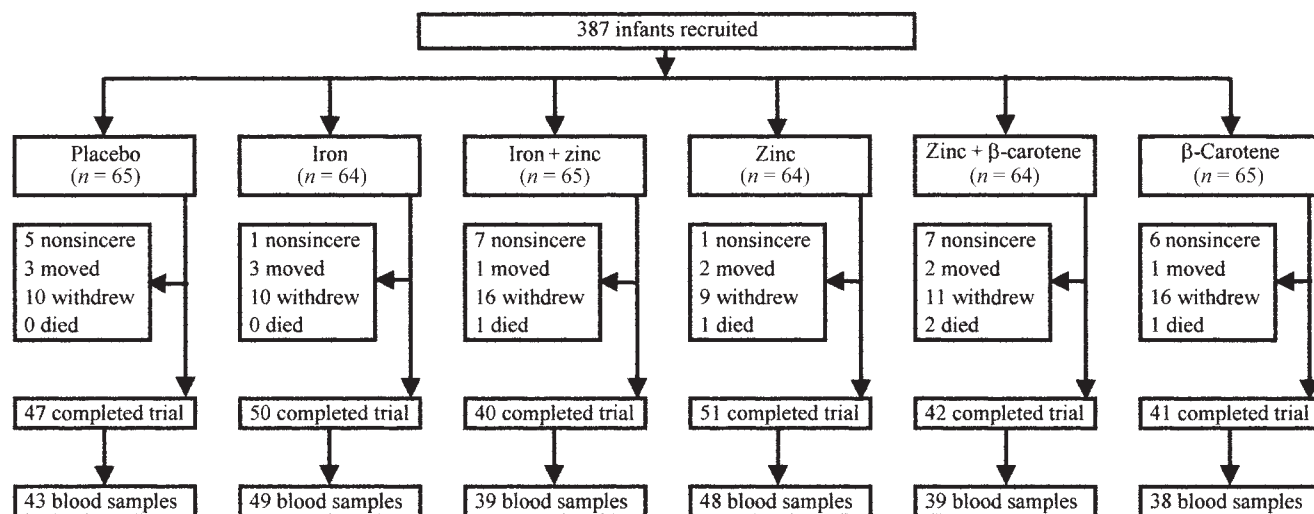 387 infants recruited
Placebo
(n = 65)
Iron
(n = 64)
Iron + zinc
(n = 65)
Zinc
(n = 64)
Zinc + β-carotene
(n = 64)
β-Carotene
(n = 65)
5 nonsincere
3 moved
10 withdrew
0 died
1 nonsincere
3 moved
10 withdrew
0 died
7 nonsincere
1 moved
16 withdrew
1 died
1 nonsincere
2 moved
9 withdrew
1 died
7 nonsincere
2 moved
11 withdrew
2 died
6 nonsincere
1 moved
16 withdrew
1 died
47 completed trial
50 completed trial
40 completed trial
51 completed trial
42 completed trial
41 completed trial
43 blood samples
49 blood samples
39 blood samples
48 blood samples
39 blood samples
38 blood samples